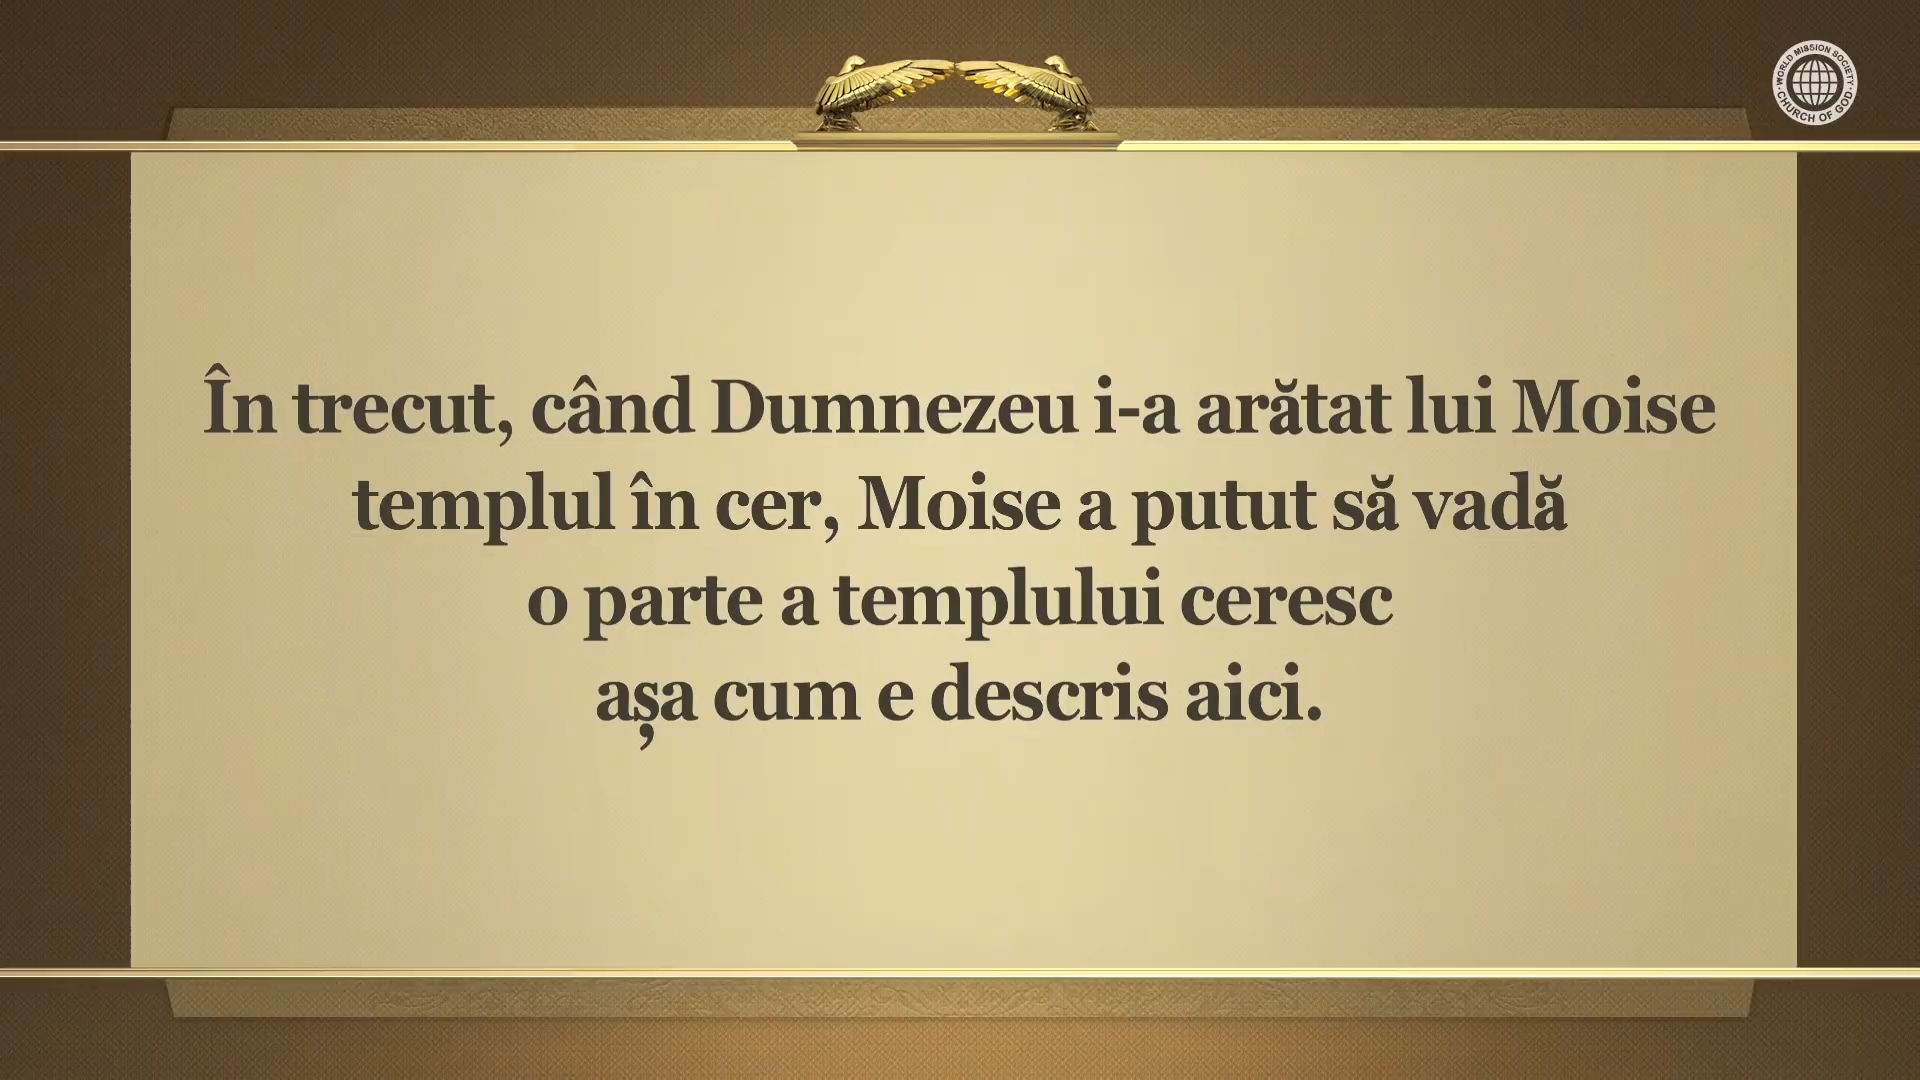 WORLD MISSION SOCIETY
CHURCH OF GOD
În trecut, când Dumnezeu i-a arătat lui Moise
templul în cer, Moise a putut să vadă
o parte a templului ceresc
așa cum e descris aici.